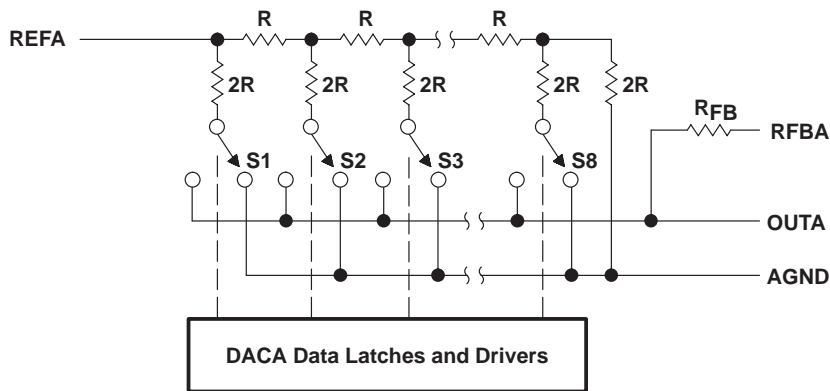 R R R
REFA
2R 2R 2R 2R 2R
RFB
RFBA
S1 S2 S3 S8
OUTA
AGND
DACA Data Latches and Drivers